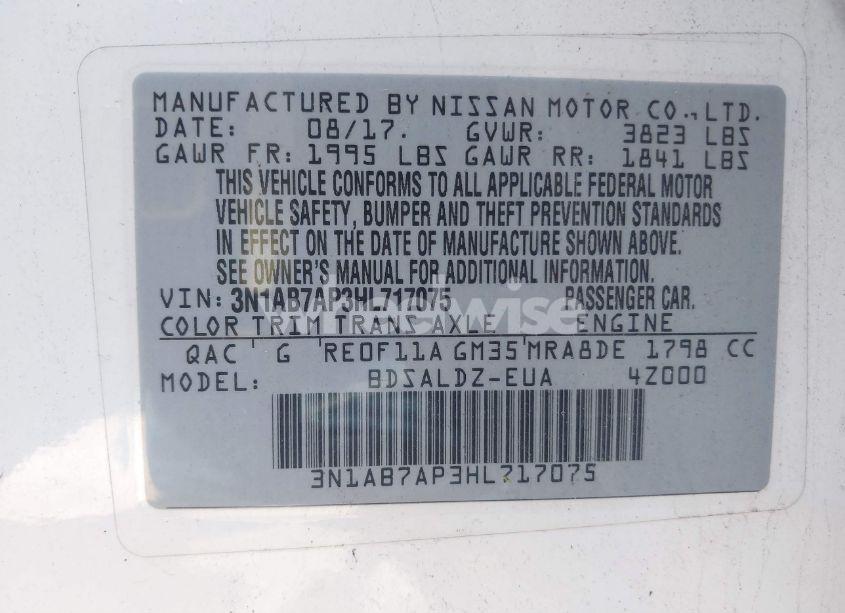 MANUFACTURED BY NISSAN MOTOR CO.,LTD.
DATE: 08/17. GVWR: 3823 LBS
GAWR FR: 1995 LBS GAWR RR: 1841 LBS
THIS VEHICLE CONFORMS TO ALL APPLICABLE FEDERAL MOTOR
VEHICLE SAFETY, BUMPER AND THEFT PREVENTION STANDARDS
IN EFFECT ON THE DATE OF MANUFACTURE SHOWN ABOVE.
SEE OWNER'S MANUAL FOR ADDITIONAL INFORMATION.
VIN: 3N1AB7AP3HL717075 PASSENGER CAR.
COLOR TRIM TRANS AXLE ENGINE
QAC G RE0F11A GM35 MRA8DE 1798 CC
MODEL: BDSALDZ-EUA 4Z000
3N1AB7AP3HL717075